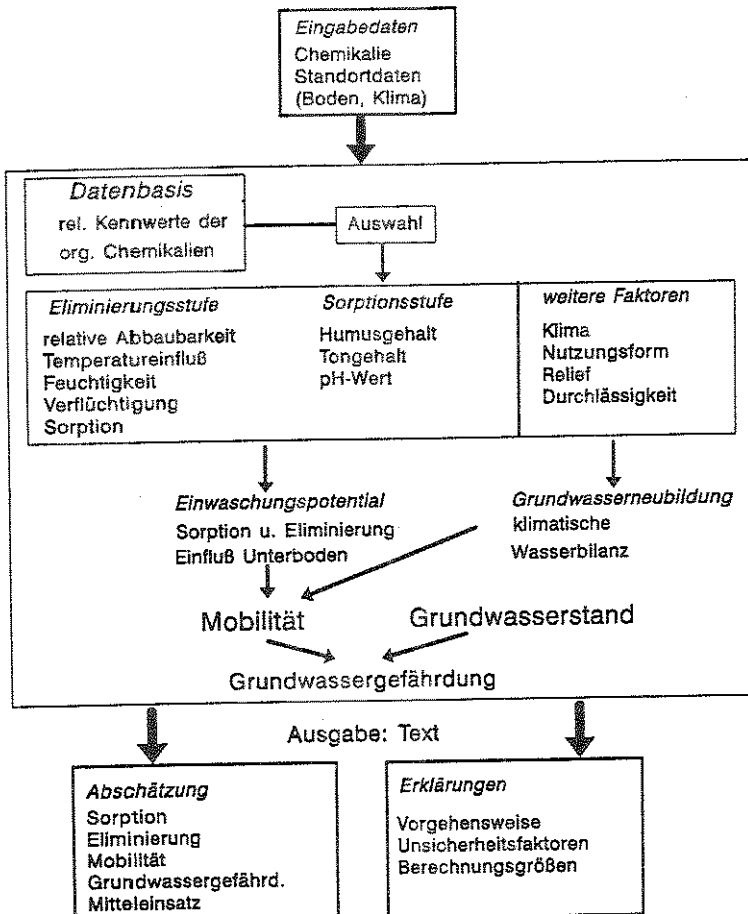 Eingabedaten
Chemikalie
Standortdaten
(Boden, Klima)
Datenbasis
rel. Kennwerte der
org. Chemikalien
Auswahl
Eliminierungsstufe
relative Abbaubarkeit
Temperatureinfluß
Feuchtigkeit
Verflüchtigung
Sorption
Sorptionsstufe
Humusgehalt
Tongehalt
pH-Wert
weitere Faktoren
Klima
Nutzungsform
Relief
Durchlässigkeit
Einwaschungspotential
Sorption u. Eliminierung
Einfluß Unterboden
Grundwasserneubildung
klimatische
Wasserbilanz
Mobilität
Grundwasserstand
Grundwassergefährdung
Ausgabe: Text
Abschätzung
Sorption
Eliminierung
Mobilität
Grundwassergefährd.
Mitteleinsatz
Erklärungen
Vorgehensweise
Unsicherheitsfaktoren
Berechnungsgrößen